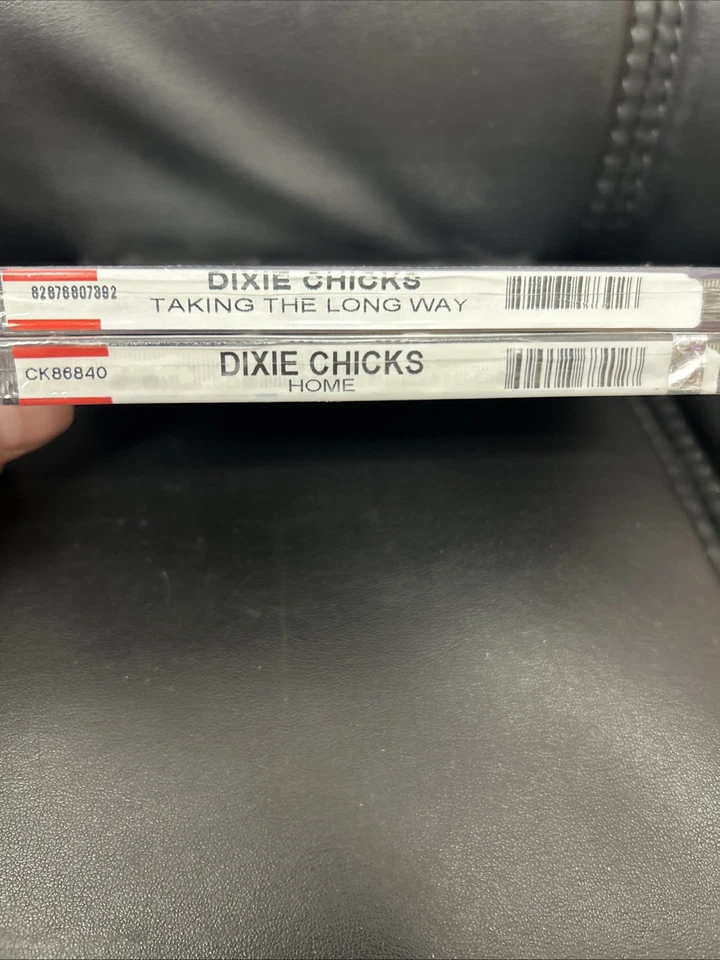 82876807392
DIXIE CHICKS
TAKING THE LONG WAY
CK86840
DIXIE CHICKS
HOME